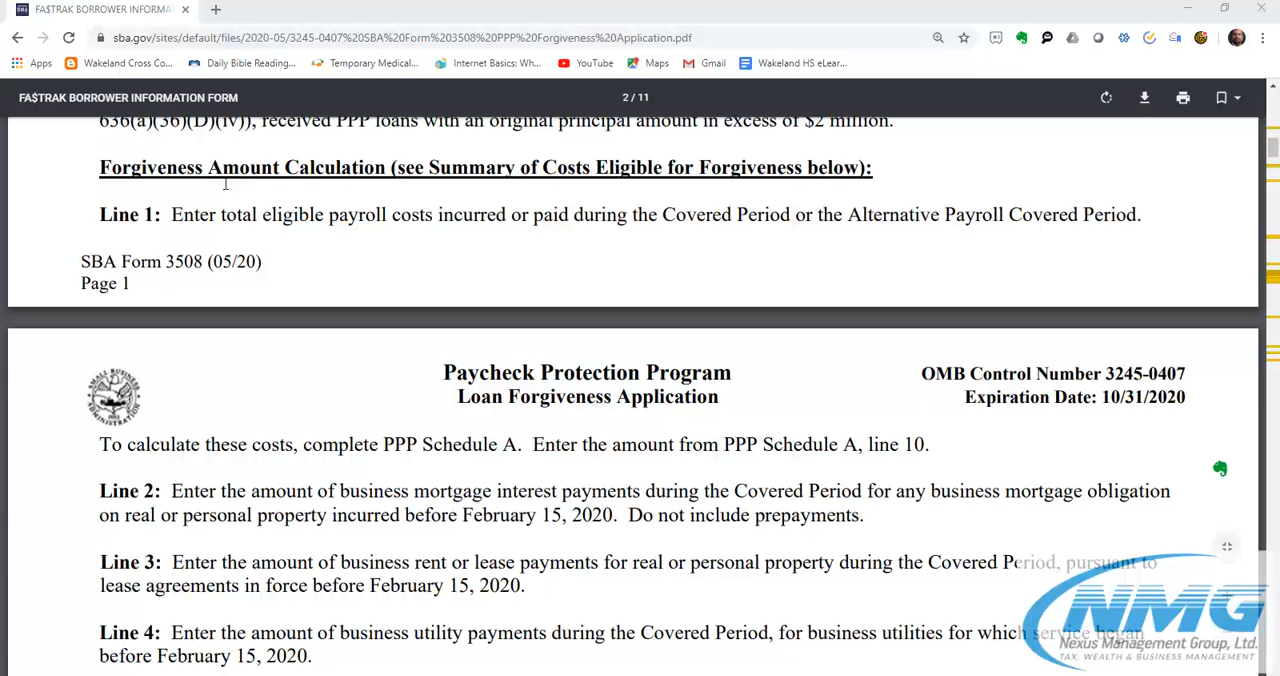 FA$TRAK BORROWER INFORMA
sba.gov/sites/default/files/2020-05/3245-0407%20SBA%20Form%203508%20PPP%20Forgiveness%20Application.pdf
Apps Wakeland Cross Co... Daily Bible Reading... Temporary Medical... Internet Basics: Wh... YouTube Maps Gmail Wakeland HS eLear...
FA$TRAK BORROWER INFORMATION FORM 2 / 11
636(a)(36)(D)(iv)), received PPP loans with an original principal amount in excess of $2 million.
Forgiveness Amount Calculation (see Summary of Costs Eligible for Forgiveness below):
Line 1: Enter total eligible payroll costs incurred or paid during the Covered Period or the Alternative Payroll Covered Period.
SBA Form 3508 (05/20)
Page 1
Paycheck Protection Program
Loan Forgiveness Application
OMB Control Number 3245-0407
Expiration Date: 10/31/2020
To calculate these costs, complete PPP Schedule A. Enter the amount from PPP Schedule A, line 10.
Line 2: Enter the amount of business mortgage interest payments during the Covered Period for any business mortgage obligation
on real or personal property incurred before February 15, 2020. Do not include prepayments.
Line 3: Enter the amount of business rent or lease payments for real or personal property during the Covered Period, pursuant to
lease agreements in force before February 15, 2020.
Line 4: Enter the amount of business utility payments during the Covered Period, for business utilities for which service began
before February 15, 2020.
NMG
Nexus Management Group, Ltd.
TAX, WEALTH & BUSINESS MANAGEMENT